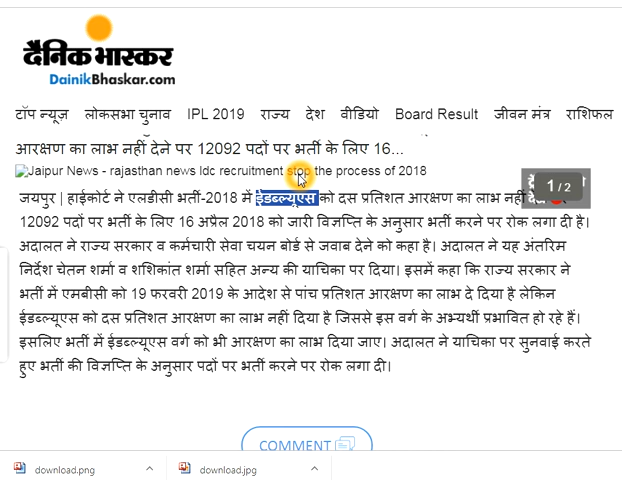 दैनिक भास्कर
DainikBhaskar.com
टॉप न्यूज़ लोकसभा चुनाव IPL 2019 राज्य देश वीडियो Board Result जीवन मंत्र राशिफल
आरक्षण का लाभ नहीं देने पर 12092 पदों पर भर्ती के लिए 16...
Jaipur News - rajasthan news ldc recruitment stop the process of 2018
1 / 2
जयपुर | हाईकोर्ट ने एलडीसी भर्ती-2018 में ईडब्ल्यूएस को दस प्रतिशत आरक्षण का लाभ नहीं
12092 पदों पर भर्ती के लिए 16 अप्रैल 2018 को जारी विज्ञप्ति के अनुसार भर्ती करने पर रोक लगा दी है।
अदालत ने राज्य सरकार व कर्मचारी सेवा चयन बोर्ड से जवाब देने को कहा है। अदालत ने यह अंतरिम
निर्देश चेतन शर्मा व शशिकांत शर्मा सहित अन्य की याचिका पर दिया। इसमें कहा कि राज्य सरकार ने
भर्ती में एमबीसी को 19 फरवरी 2019 के आदेश से पांच प्रतिशत आरक्षण का लाभ दे दिया है लेकिन
ईडब्ल्यूएस को दस प्रतिशत आरक्षण का लाभ नहीं दिया है जिससे इस वर्ग के अभ्यर्थी प्रभावित हो रहे हैं।
इसलिए भर्ती में ईडब्ल्यूएस वर्ग को भी आरक्षण का लाभ दिया जाए। अदालत ने याचिका पर सुनवाई करते
हुए भर्ती की विज्ञप्ति के अनुसार पदों पर भर्ती करने पर रोक लगा दी।
COMMENT
download.png
download.jpg